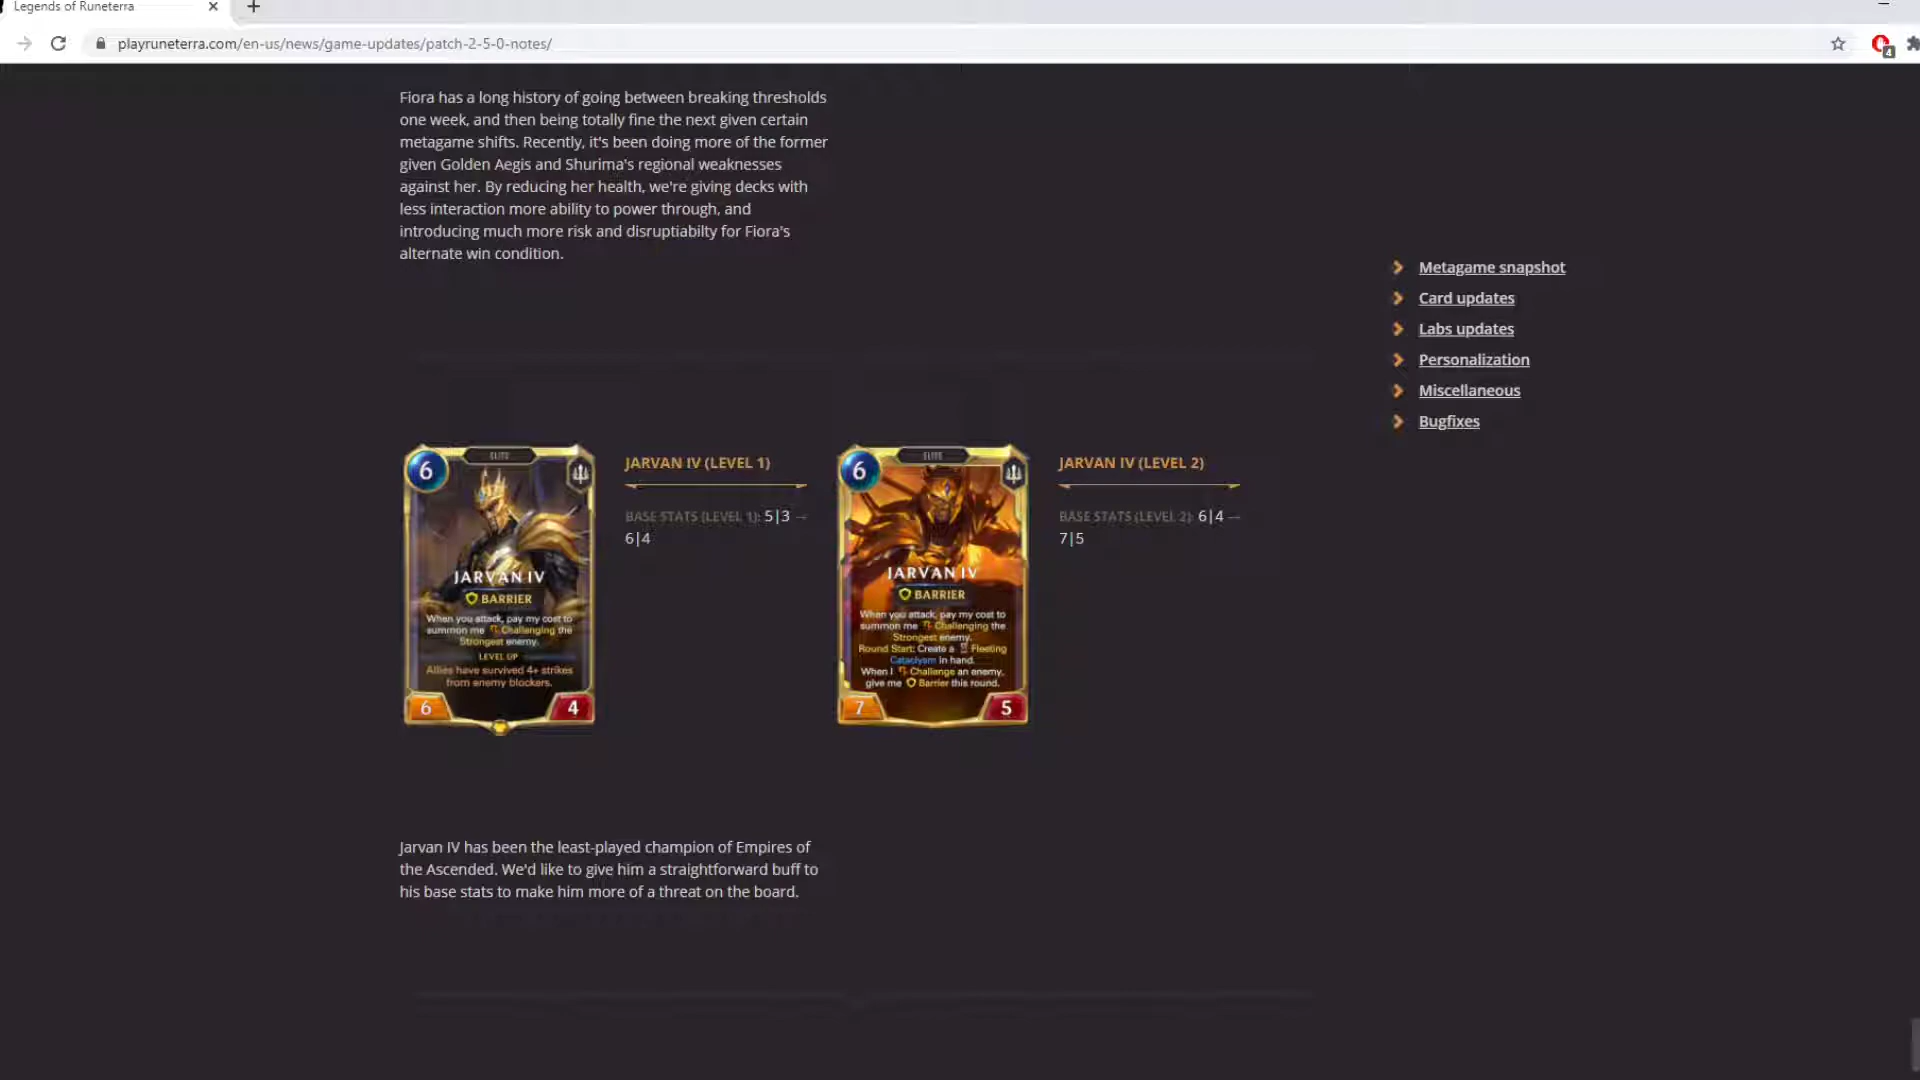 Legends of Runeterra
playruneterra.com/en-us/news/game-updates/patch-2-5-0-notes/
4
Fiora has a long history of going between breaking thresholds
one week, and then being totally fine the next given certain
metagame shifts. Recently, it's been doing more of the former
given Golden Aegis and Shurima's regional weaknesses
against her. By reducing her health, we're giving decks with
less interaction more ability to power through, and
introducing much more risk and disruptiabilty for Fiora's
alternate win condition.
Metagame snapshot
Card updates
Labs updates
Personalization
Miscellaneous
Bugfixes
6
ELITE
JARVAN IV
BARRIER
When you attack, pay my cost to
summon me Challenging the
Strongest enemy.
LEVEL UP
Allies have survived 4+ strikes
from enemy blockers.
6
4
JARVAN IV (LEVEL 1)
BASE STATS (LEVEL 1): 5|3 →
6|4
6
ELITE
JARVAN IV
BARRIER
When you attack, pay my cost to
summon me Challenging the
Strongest enemy.
Round Start: Create a Fleeting
Cataclysm in hand.
When I Challenge an enemy,
give me Barrier this round.
7
5
JARVAN IV (LEVEL 2)
BASE STATS (LEVEL 2): 6|4 →
7|5
Jarvan IV has been the least-played champion of Empires of
the Ascended. We'd like to give him a straightforward buff to
his base stats to make him more of a threat on the board.